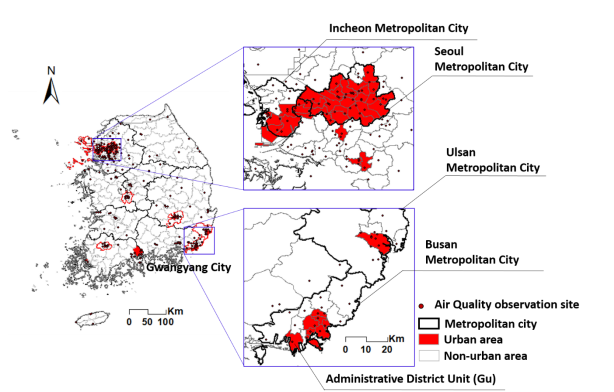 Incheon Metropolitan City
Seoul
Metropolitan City
N
Ulsan
Metropolitan City
Busan
Metropolitan City
Gwangyang City
Km
0 50 100
Km
0 10 20
Air Quality observation site
Metropolitan city
Urban area
Non-urban area
Administrative District Unit (Gu)